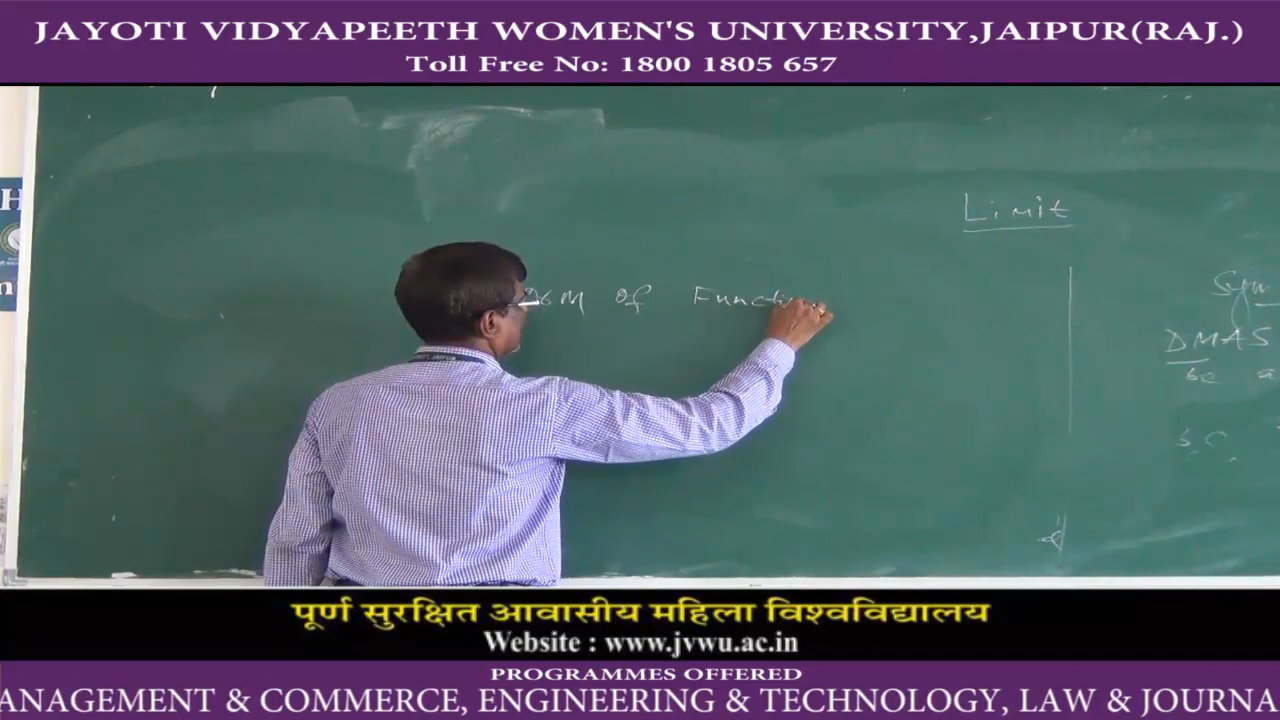 JAYOTI VIDYAPEETH WOMEN'S UNIVERSITY,JAIPUR(RAJ.)
Toll Free No: 1800 1805 657
Limit
of Functi
DMAS
पूर्ण सुरक्षित आवासीय महिला विश्वविद्यालय
Website : www.jvwu.ac.in
PROGRAMMES OFFERED
ANAGEMENT & COMMERCE, ENGINEERING & TECHNOLOGY, LAW & JOURNA